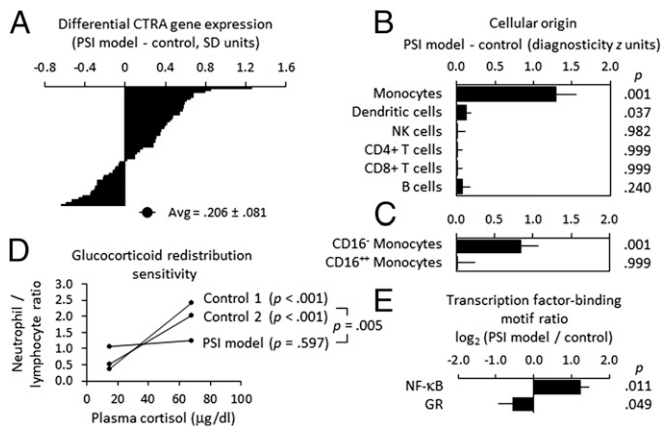 A
Differential CTRA gene expression
(PSI model - control, SD units)
-0.8 -0.4 0 0.4 0.8 1.2 1.6
Avg = .206 ± .081
B
Cellular origin
PSI model - control (diagnosticity z units)
0.0 0.5 1.0 1.5 2.0
p
Monocytes .001
Dendritic cells .037
NK cells .982
CD4+ T cells .999
CD8+ T cells .999
B cells .240
C
0.0 0.5 1.0 1.5 2.0
CD16⁻ Monocytes .001
CD16⁺⁺ Monocytes .999
D
Glucocorticoid redistribution
sensitivity
Neutrophil /
lymphocyte ratio
3.0
2.5
2.0
1.5
1.0
0.5
0.0
Control 1 (p < .001)
Control 2 (p < .001)
p = .005
PSI model (p = .597)
0 20 40 60 80 100
Plasma cortisol (μg/dl)
E
Transcription factor-binding
motif ratio
log₂ (PSI model / control)
-2.0 -1.0 0.0 1.0 2.0
p
NF-κB .011
GR .049